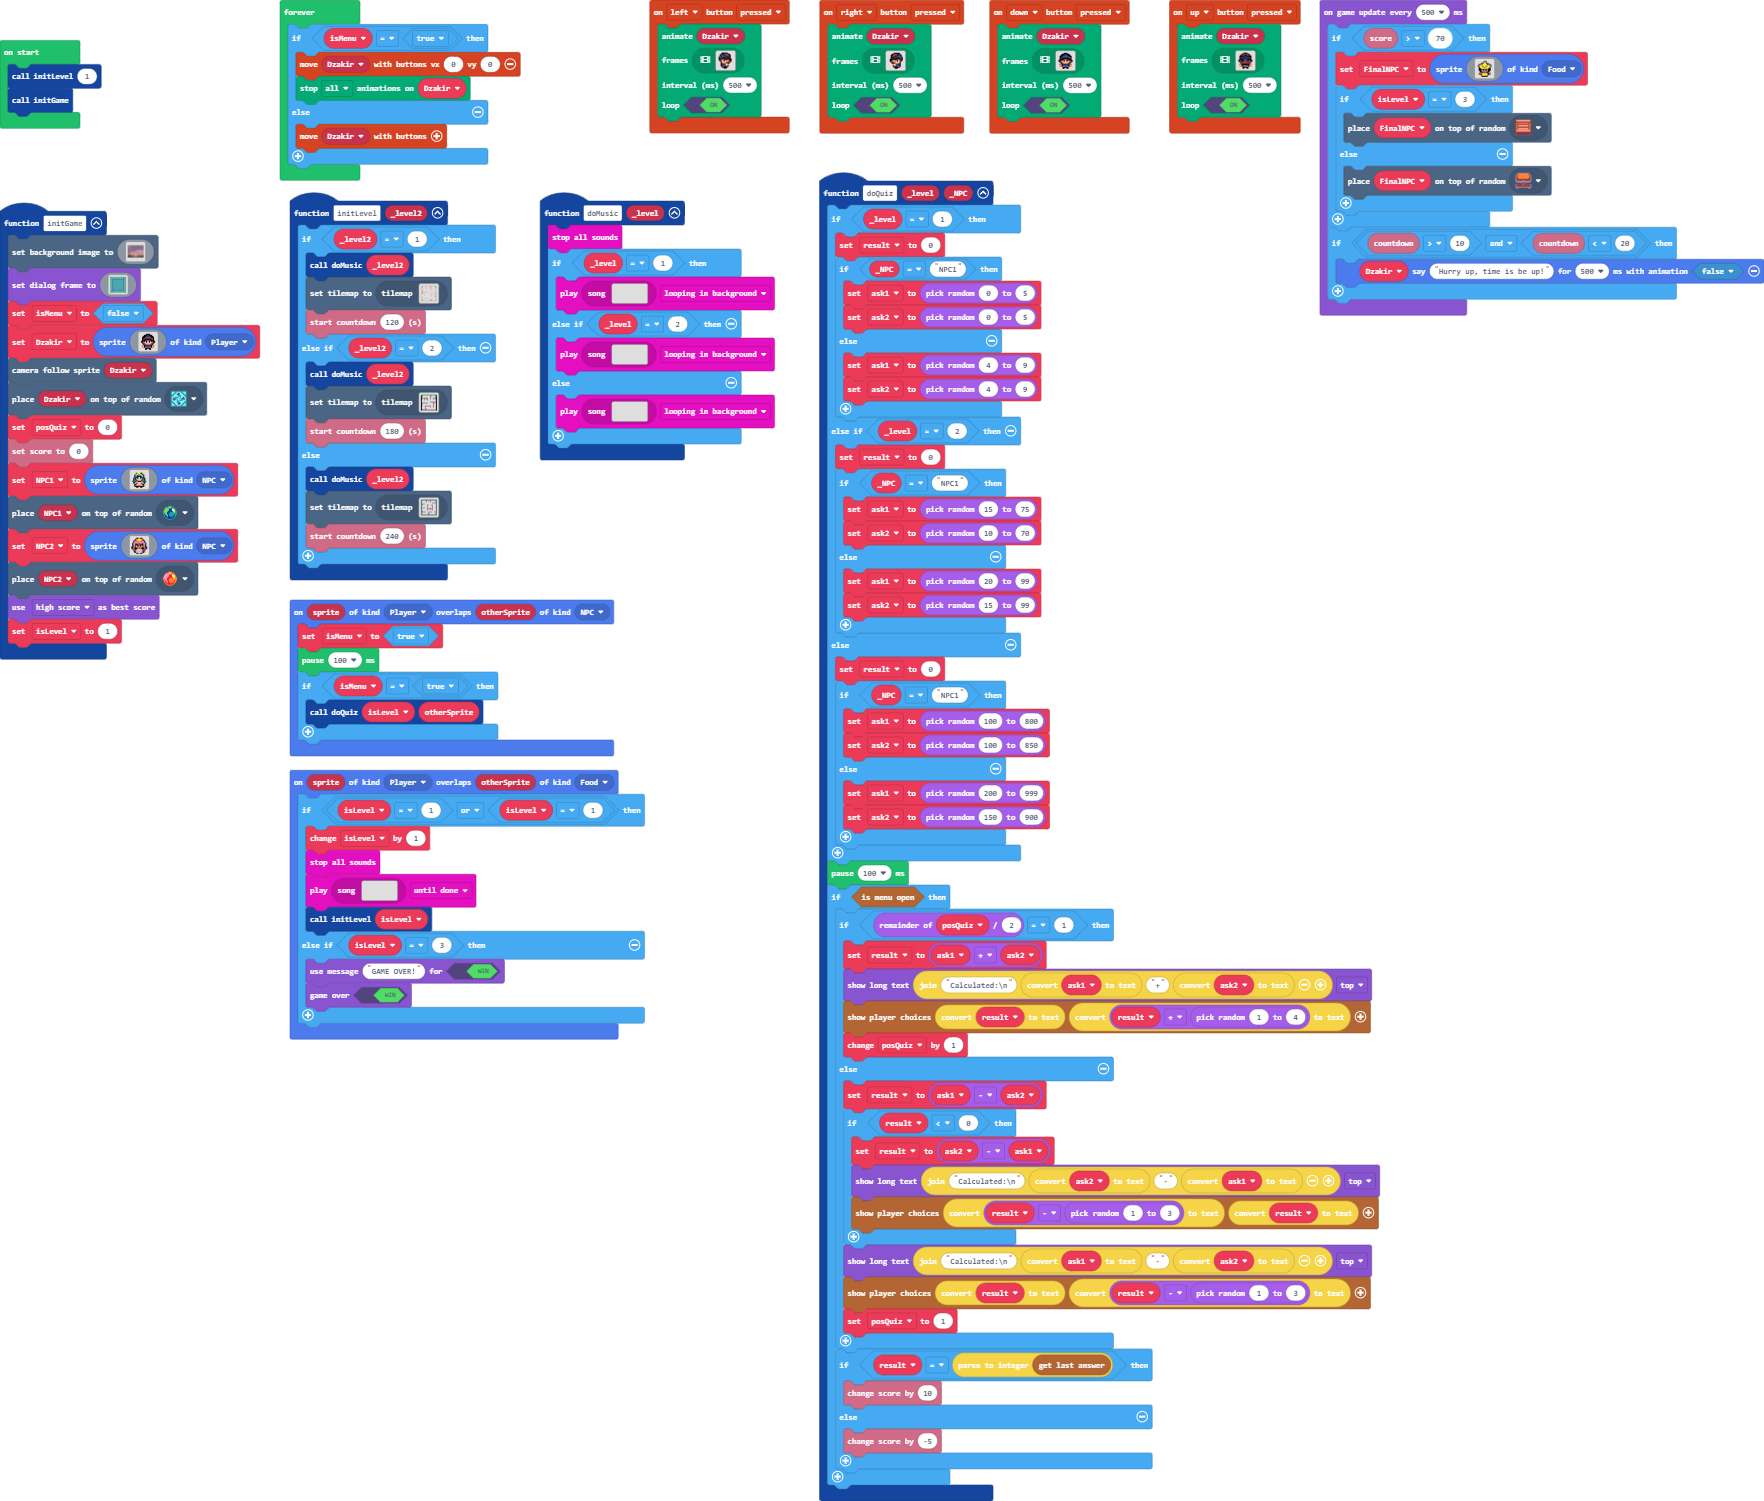 on start
call initLevel 1
call initGame
forever
if isMenu = true then
move Dzakir with buttons vx 0 vy 0
stop all animations on Dzakir
else
move Dzakir with buttons
on left button pressed
animate Dzakir
frames
interval (ms) 500
loop ON
on right button pressed
animate Dzakir
frames
interval (ms) 500
loop ON
on down button pressed
animate Dzakir
frames
interval (ms) 500
loop ON
on up button pressed
animate Dzakir
frames
interval (ms) 500
loop ON
on game update every 500 ms
if score > 70 then
set FinalNPC to sprite of kind Food
if isLevel = 3 then
place FinalNPC on top of random
else
place FinalNPC on top of random
if countdown > 10 and countdown < 20 then
Dzakir say "Hurry up, time is be up!" for 500 ms with animation false
function initGame
set background image to
set dialog frame to
set isMenu to false
set Dzakir to sprite of kind Player
camera follow sprite Dzakir
place Dzakir on top of random
set posQuiz to 0
set score to 0
set NPC1 to sprite of kind NPC
place NPC1 on top of random
set NPC2 to sprite of kind NPC
place NPC2 on top of random
use high score as best score
set isLevel to 1
function initLevel _level2
if _level2 = 1 then
call doMusic _level2
set tilemap to tilemap
start countdown 120 (s)
else if _level2 = 2 then
call doMusic _level2
set tilemap to tilemap
start countdown 180 (s)
else
call doMusic _level2
set tilemap to tilemap
start countdown 240 (s)
function doMusic _level
stop all sounds
if _level = 1 then
play song looping in background
else if _level = 2 then
play song looping in background
else
play song looping in background
on sprite of kind Player overlaps otherSprite of kind NPC
set isMenu to true
pause 100 ms
if isMenu = true then
call doQuiz isLevel otherSprite
on sprite of kind Player overlaps otherSprite of kind Food
if isLevel = 1 or isLevel = 1 then
change isLevel by 1
stop all sounds
play song until done
call initLevel isLevel
else if isLevel = 3 then
use message "GAME OVER!" for WIN
game over WIN
function doQuiz _level _NPC
if _level = 1 then
set result to 0
if _NPC = "NPC1" then
set ask1 to pick random 0 to 5
set ask2 to pick random 0 to 5
else
set ask1 to pick random 4 to 9
set ask2 to pick random 4 to 9
else if _level = 2 then
set result to 0
if _NPC = "NPC1" then
set ask1 to pick random 15 to 75
set ask2 to pick random 10 to 70
else
set ask1 to pick random 20 to 99
set ask2 to pick random 15 to 99
else
set result to 0
if _NPC = "NPC1" then
set ask1 to pick random 100 to 800
set ask2 to pick random 100 to 850
else
set ask1 to pick random 200 to 999
set ask2 to pick random 150 to 900
pause 100 ms
if is menu open then
if remainder of posQuiz / 2 = 1 then
set result to ask1 + ask2
show long text join "Calculated:\n" convert ask1 to text "+" convert ask2 to text top
show player choices convert result to text convert result + pick random 1 to 4 to text
change posQuiz by 1
else
set result to ask1 - ask2
if result < 0 then
set result to ask2 - ask1
show long text join "Calculated:\n" convert ask2 to text "-" convert ask1 to text top
show player choices convert result - pick random 1 to 3 to text convert result to text
show long text join "Calculated:\n" convert ask1 to text "-" convert ask2 to text top
show player choices convert result to text convert result - pick random 1 to 3 to text
set posQuiz to 1
if result = parse to integer get last answer then
change score by 10
else
change score by -5